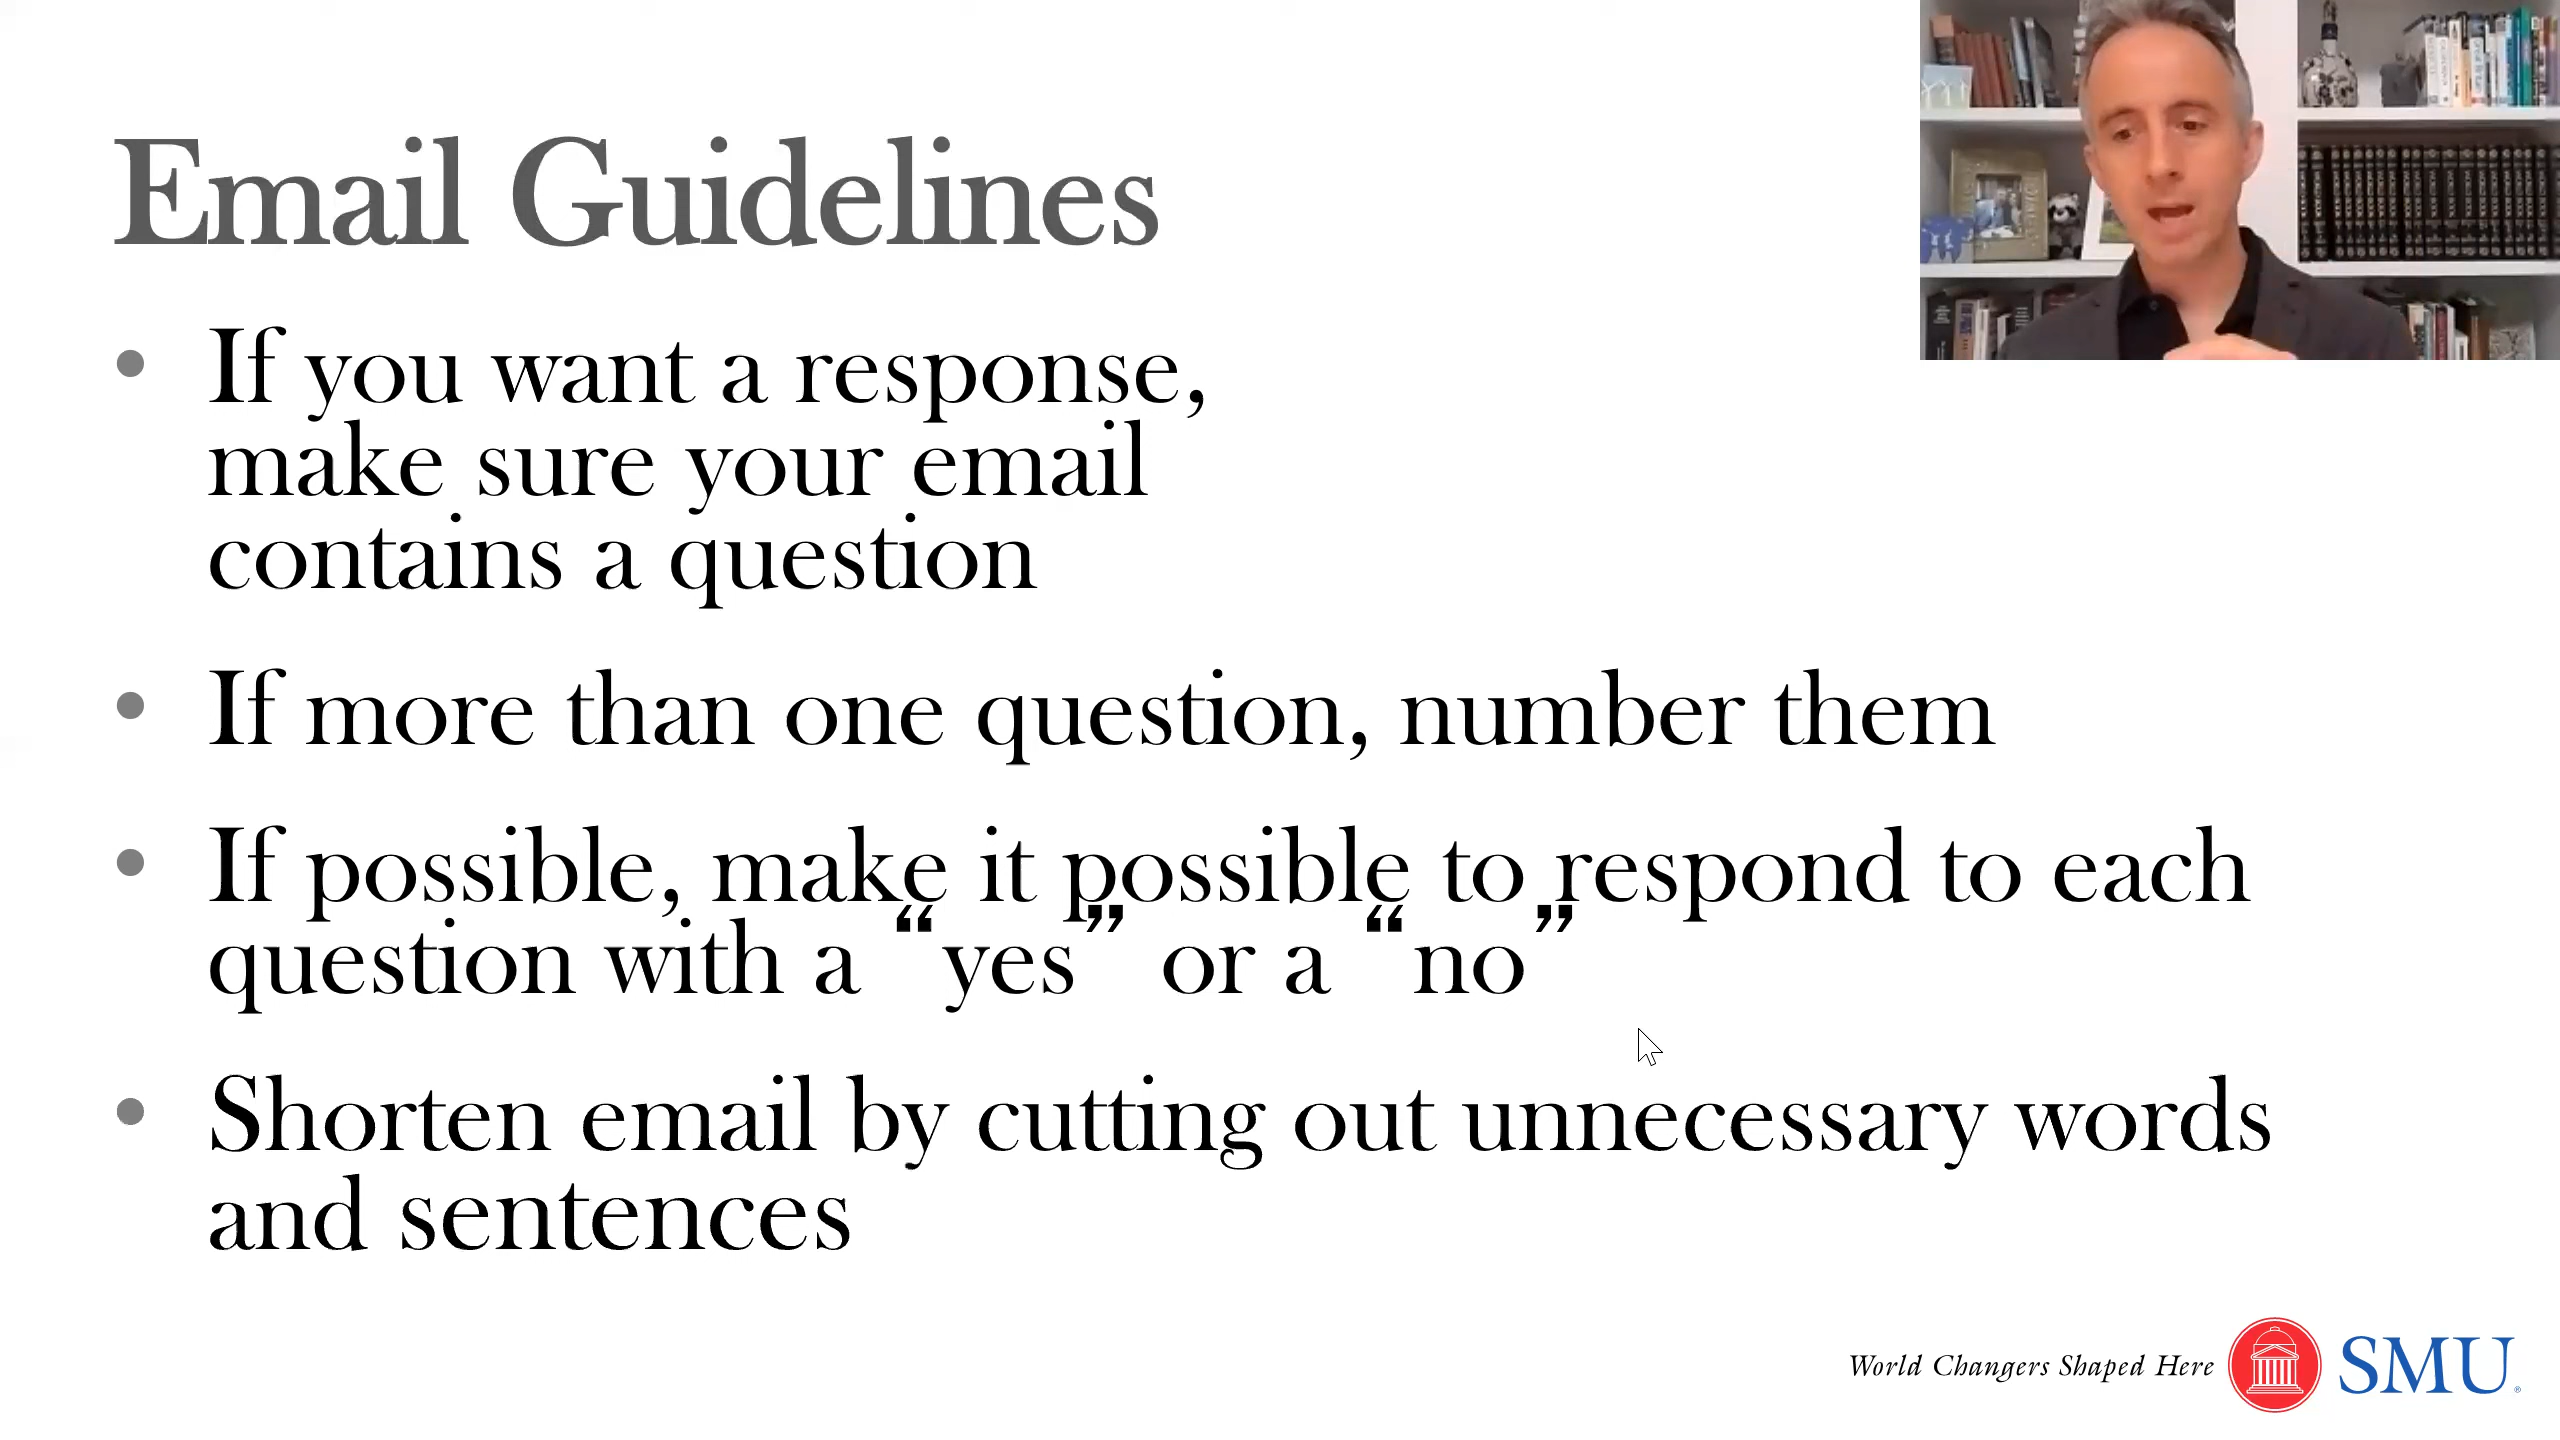 Email Guidelines
• If you want a response,
make sure your email
contains a question
• If more than one question, number them
• If possible, make it possible to respond to each
question with a “yes” or a “no”
• Shorten email by cutting out unnecessary words
and sentences
World Changers Shaped Here
SMU®